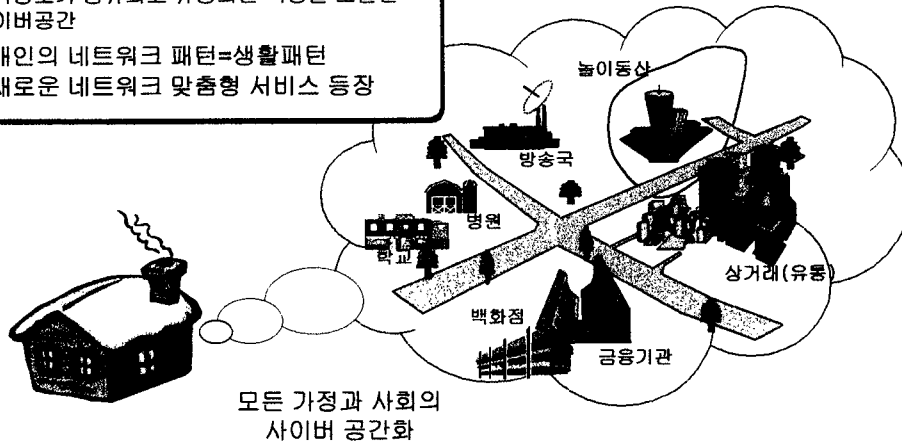 이버공간
개인의 네트워크 패턴=생활패턴
새로운 네트워크 맞춤형 서비스 등장
놀이동산
방송국
병원
학교
상거래(유통)
백화점
금융기관
모든 가정과 사회의
사이버 공간화